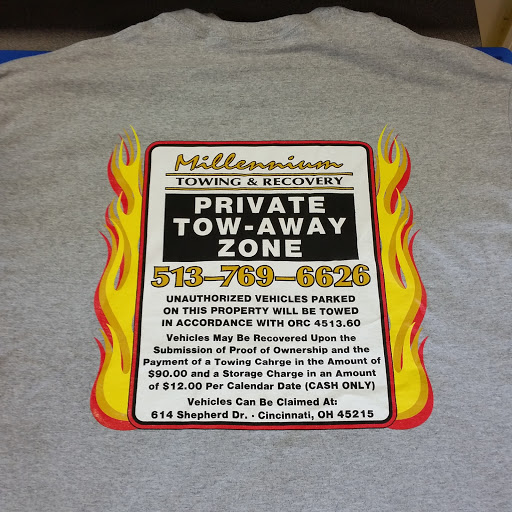 Millennium
TOWING & RECOVERY
PRIVATE
TOW-AWAY
ZONE
513-769-6626
UNAUTHORIZED VEHICLES PARKED
ON THIS PROPERTY WILL BE TOWED
IN ACCORDANCE WITH ORC 4513.60
Vehicles May Be Recovered Upon the
Submission of Proof of Ownership and the
Payment of a Towing Cahrge in the Amount of
$90.00 and a Storage Charge in an Amount
of $12.00 Per Calendar Date (CASH ONLY)
Vehicles Can Be Claimed At:
614 Shepherd Dr. · Cincinnati, OH 45215